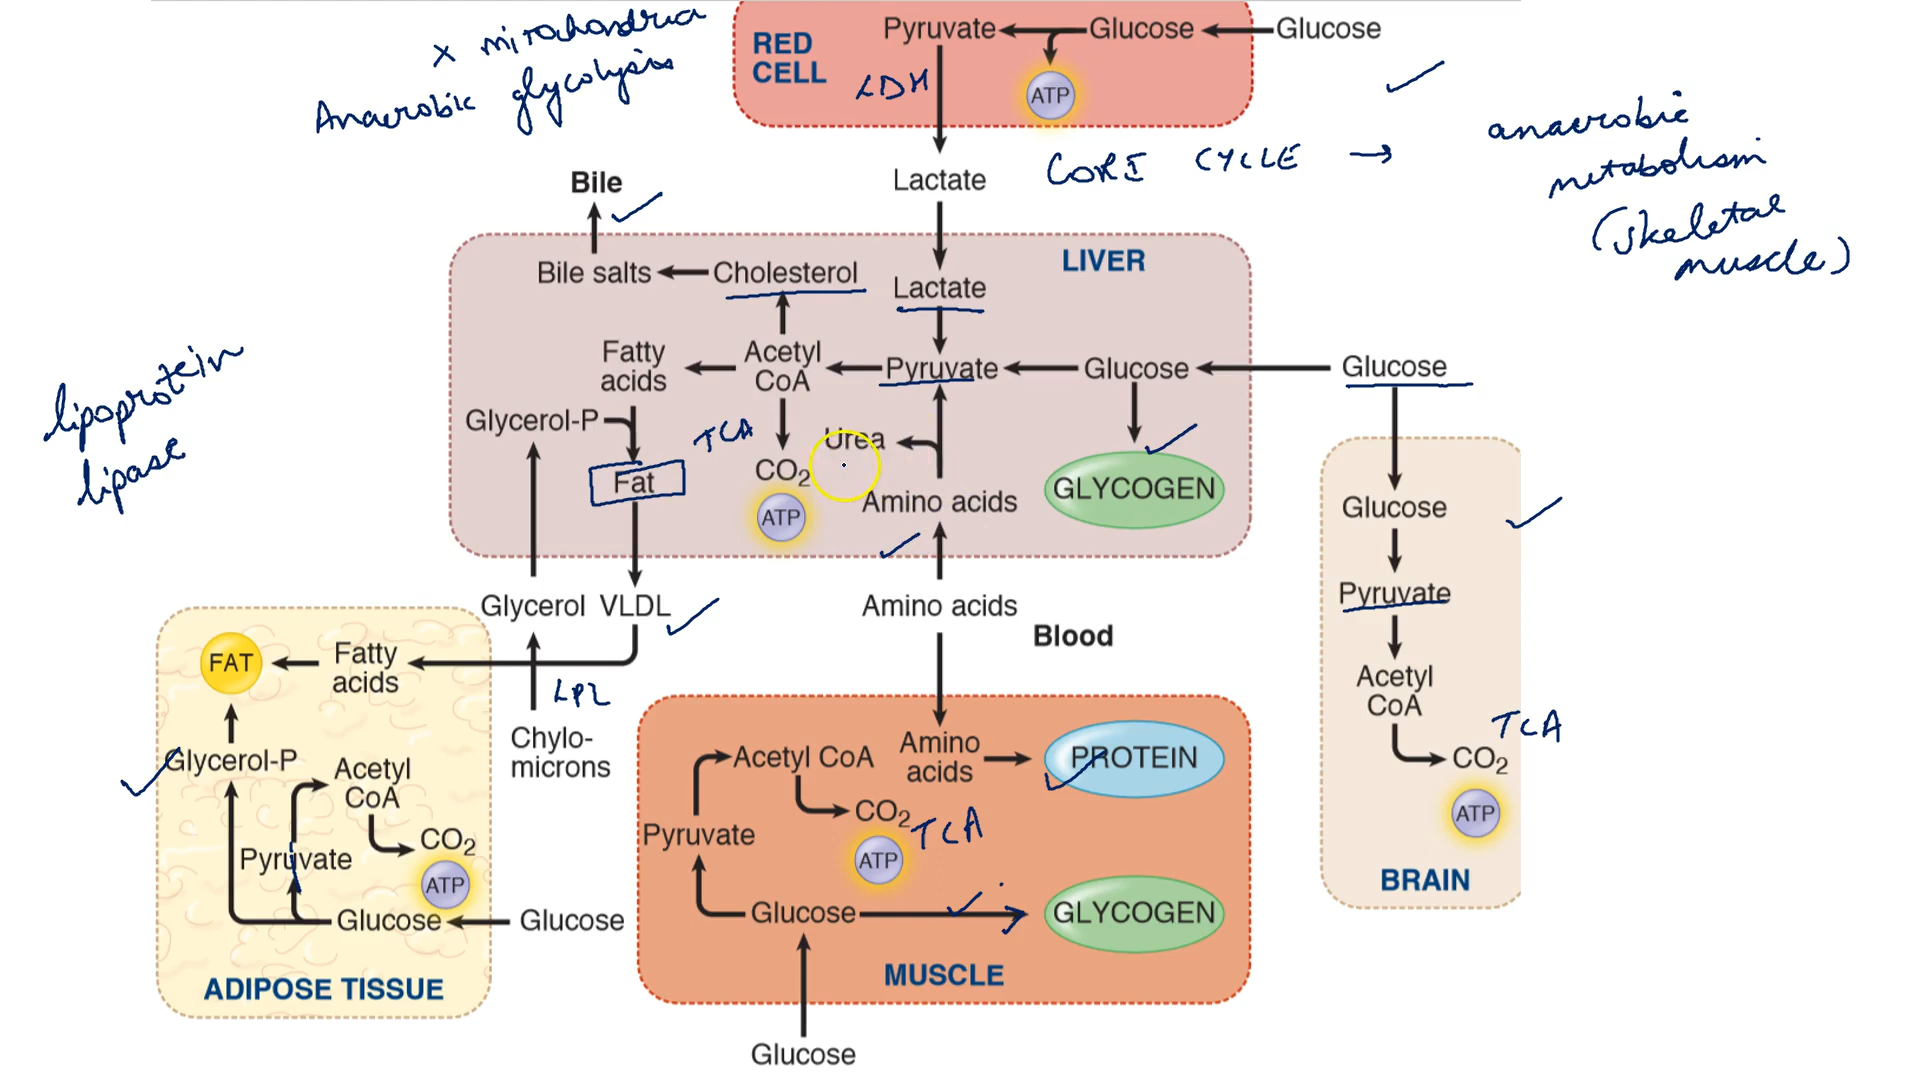 x mitochondria
Anaerobic glycolysis
RED
CELL
Pyruvate
Glucose
Glucose
LDH
ATP
Lactate
CORI CYCLE →
anaerobic
metabolism
(skeletal
muscle)
Bile
LIVER
Bile salts
Cholesterol
Lactate
Fatty
acids
Acetyl
CoA
Pyruvate
Glucose
Glucose
lipoprotein
lipase
Glycerol-P
TCA
Urea
Fat
CO2
ATP
Amino acids
GLYCOGEN
Glucose
Pyruvate
Acetyl
CoA
TCA
CO2
ATP
BRAIN
Glycerol
VLDL
Amino acids
Blood
FAT
Fatty
acids
LPL
Chylo-
microns
Glycerol-P
Acetyl
CoA
CO2
Pyruvate
ATP
Glucose
Glucose
ADIPOSE TISSUE
Acetyl CoA
Amino
acids
PROTEIN
CO2
TCA
Pyruvate
ATP
Glucose
GLYCOGEN
MUSCLE
Glucose